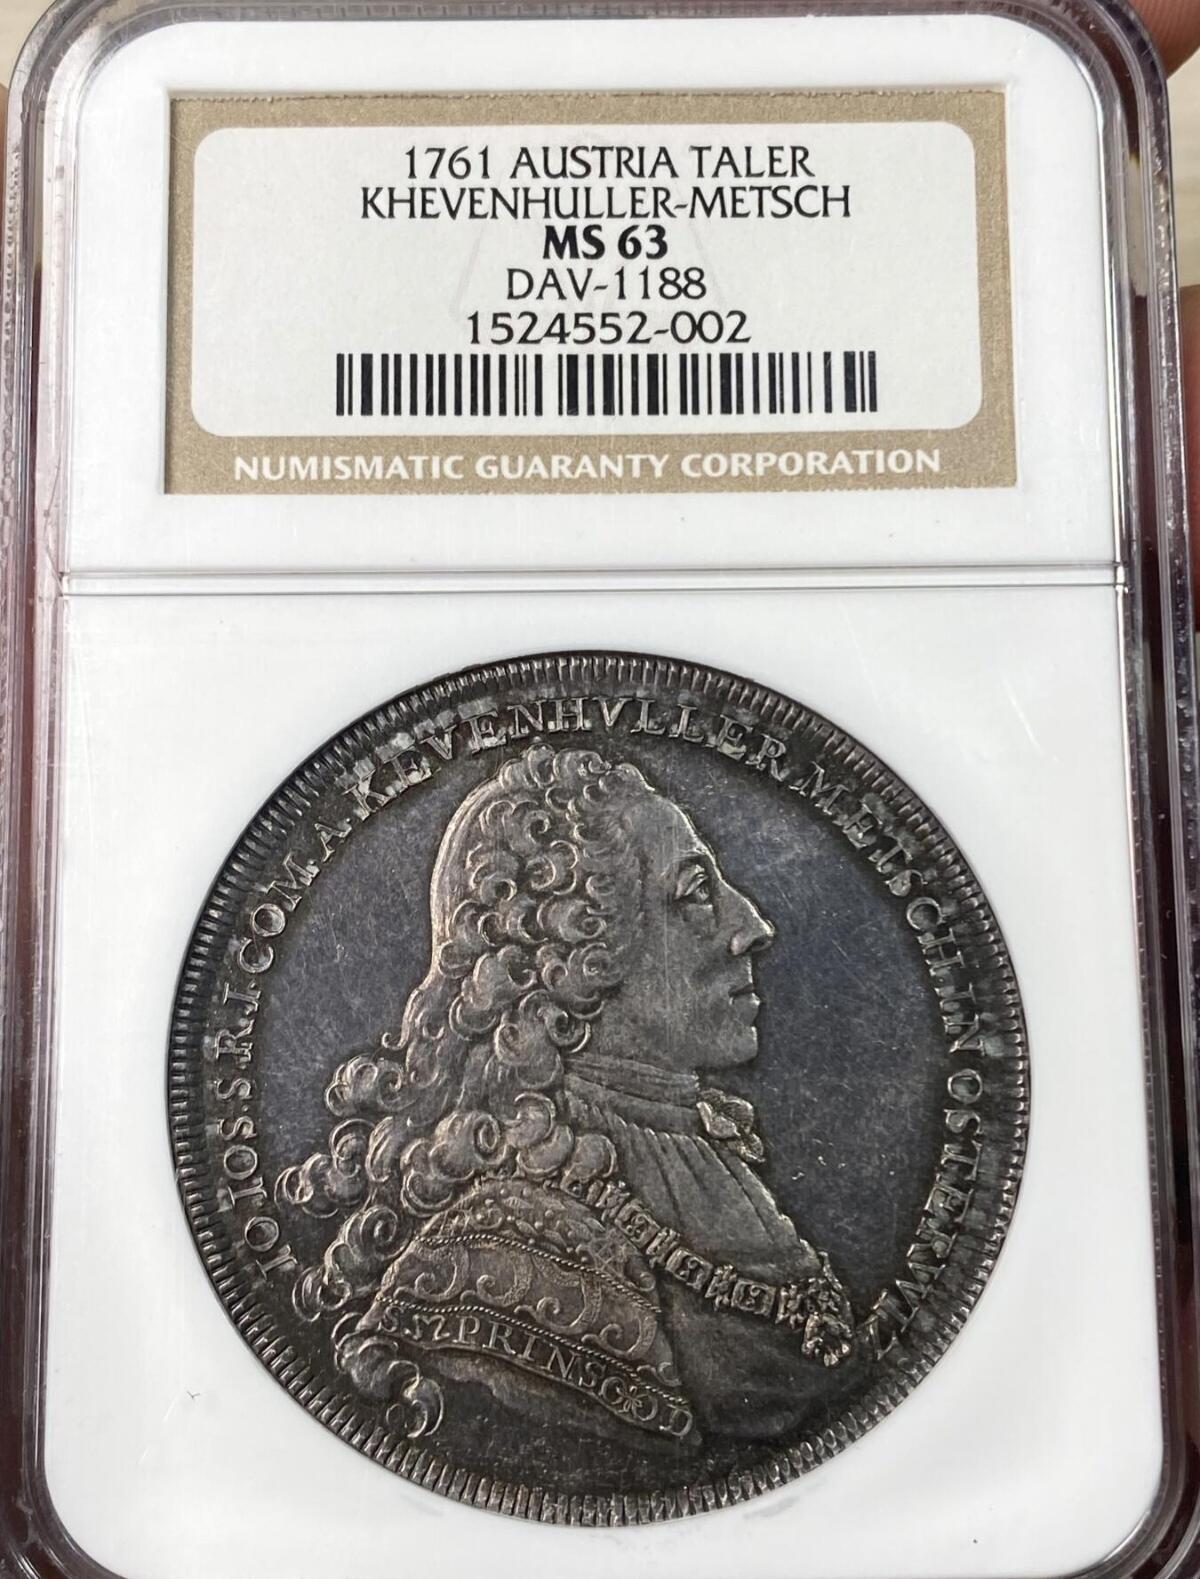 1761 AUSTRIA TALER
KHEVENHULLER-METSCH
MS 63
DAV-1188
1524552-002
NUMISMATIC GUARANTY CORPORATION
IO.IOS.S.R.I.COM.A.KEVENHVLLER METSCH.IN OSTERWIZ
S.M PRINSG D